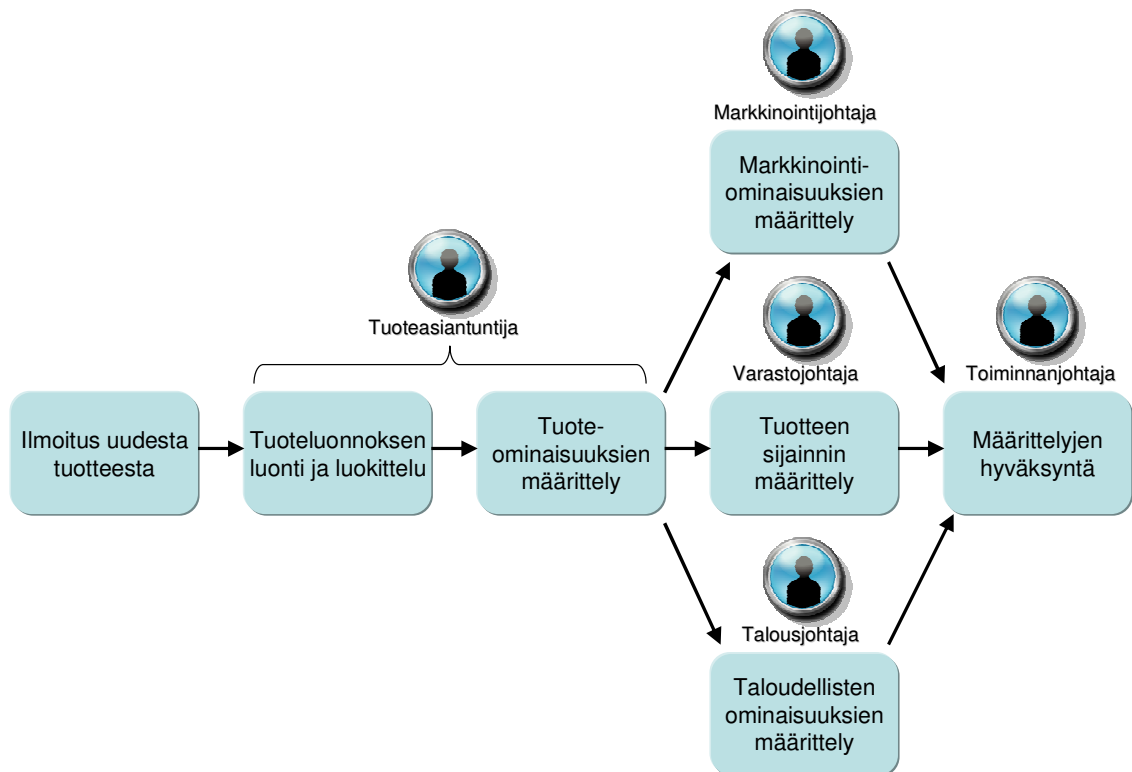 Markkinointijohtaja
Markkinointi-
ominaisuuksien
määrittely
Tuoteasiantuntija
Varastojohtaja
Toiminnanjohtaja
Ilmoitus uudesta
tuotteesta
Tuoteluonnoksen
luonti ja luokittelu
Tuote-
ominaisuuksien
määrittely
Tuotteen
sijainnin
määrittely
Määrittelyjen
hyväksyntä
Talousjohtaja
Taloudellisten
ominaisuuksien
määrittely